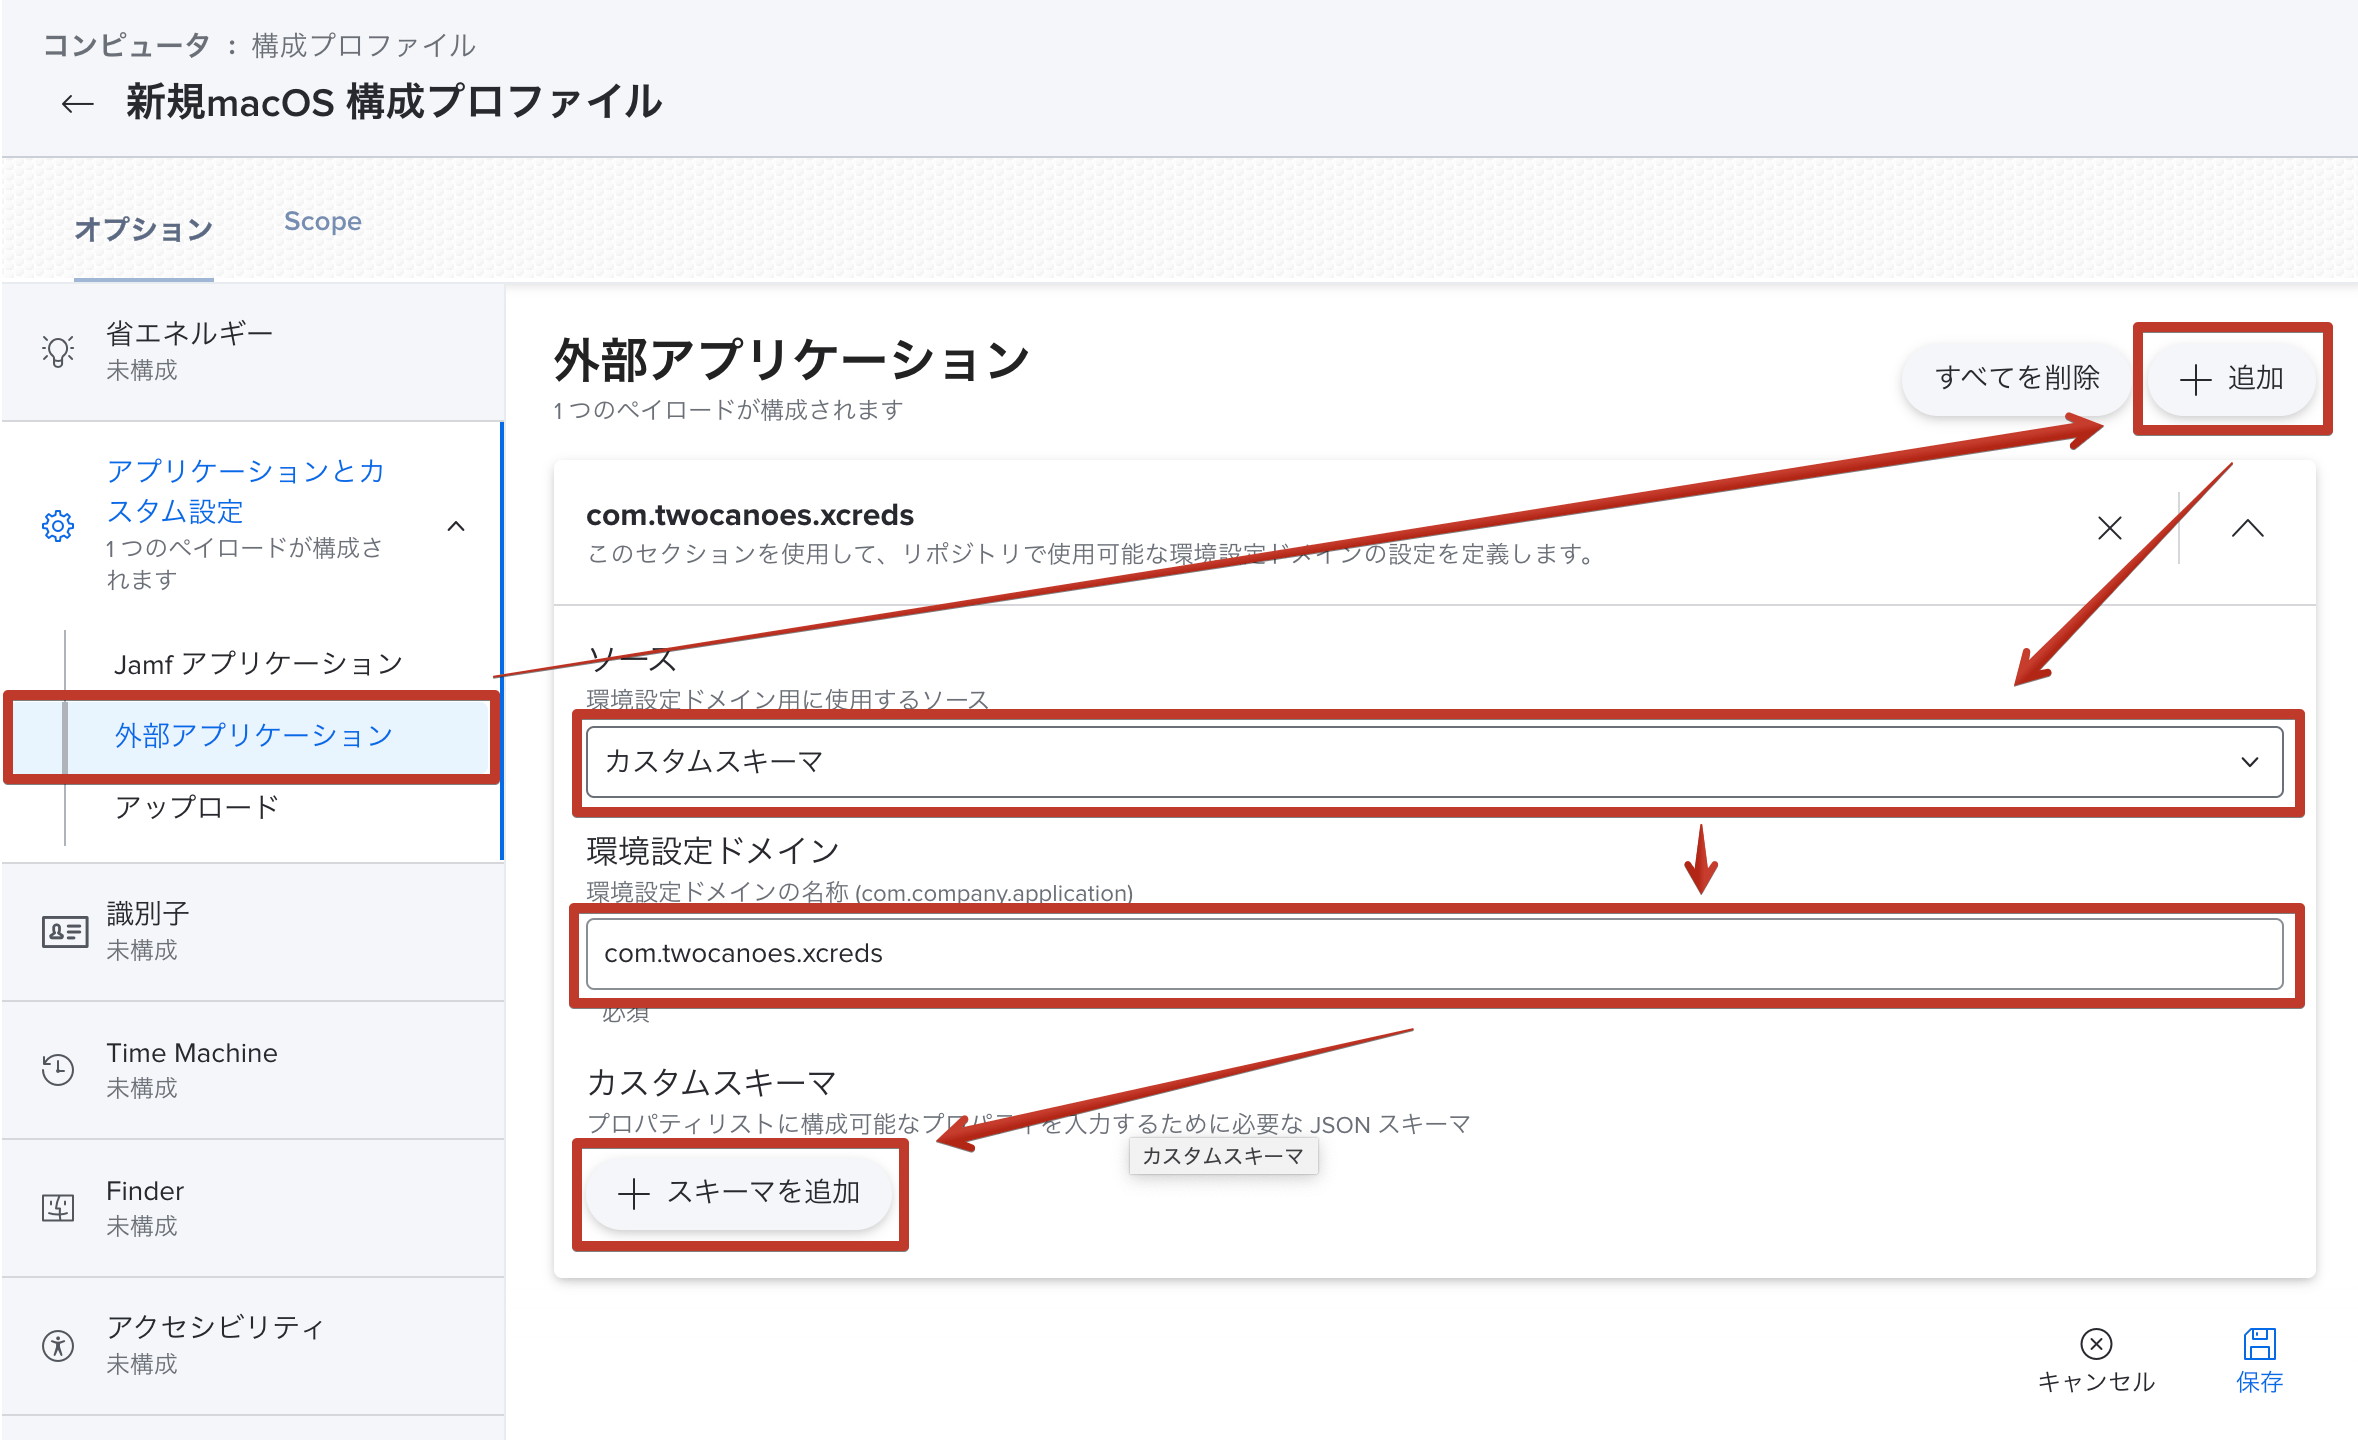 コンピュータ : 構成プロファイル
新規macOS 構成プロファイル
オプション
Scope
省エネルギー
未構成
アプリケーションとカ
スタム設定
1 つのペイロードが構成さ
れます
Jamf アプリケーション
外部アプリケーション
アップロード
識別子
未構成
Time Machine
未構成
Finder
未構成
アクセシビリティ
未構成
外部アプリケーション
1 つのペイロードが構成されます
すべてを削除
追加
com.twocanoes.xcreds
このセクションを使用して、リポジトリで使用可能な環境設定ドメインの設定を定義します。
ソース
環境設定ドメイン用に使用するソース
カスタムスキーマ
環境設定ドメイン
環境設定ドメインの名称 (com.company.application)
com.twocanoes.xcreds
必須
カスタムスキーマ
プロパティリストに構成可能なプロパティを入力するために必要な JSON スキーマ
カスタムスキーマ
スキーマを追加
キャンセル
保存